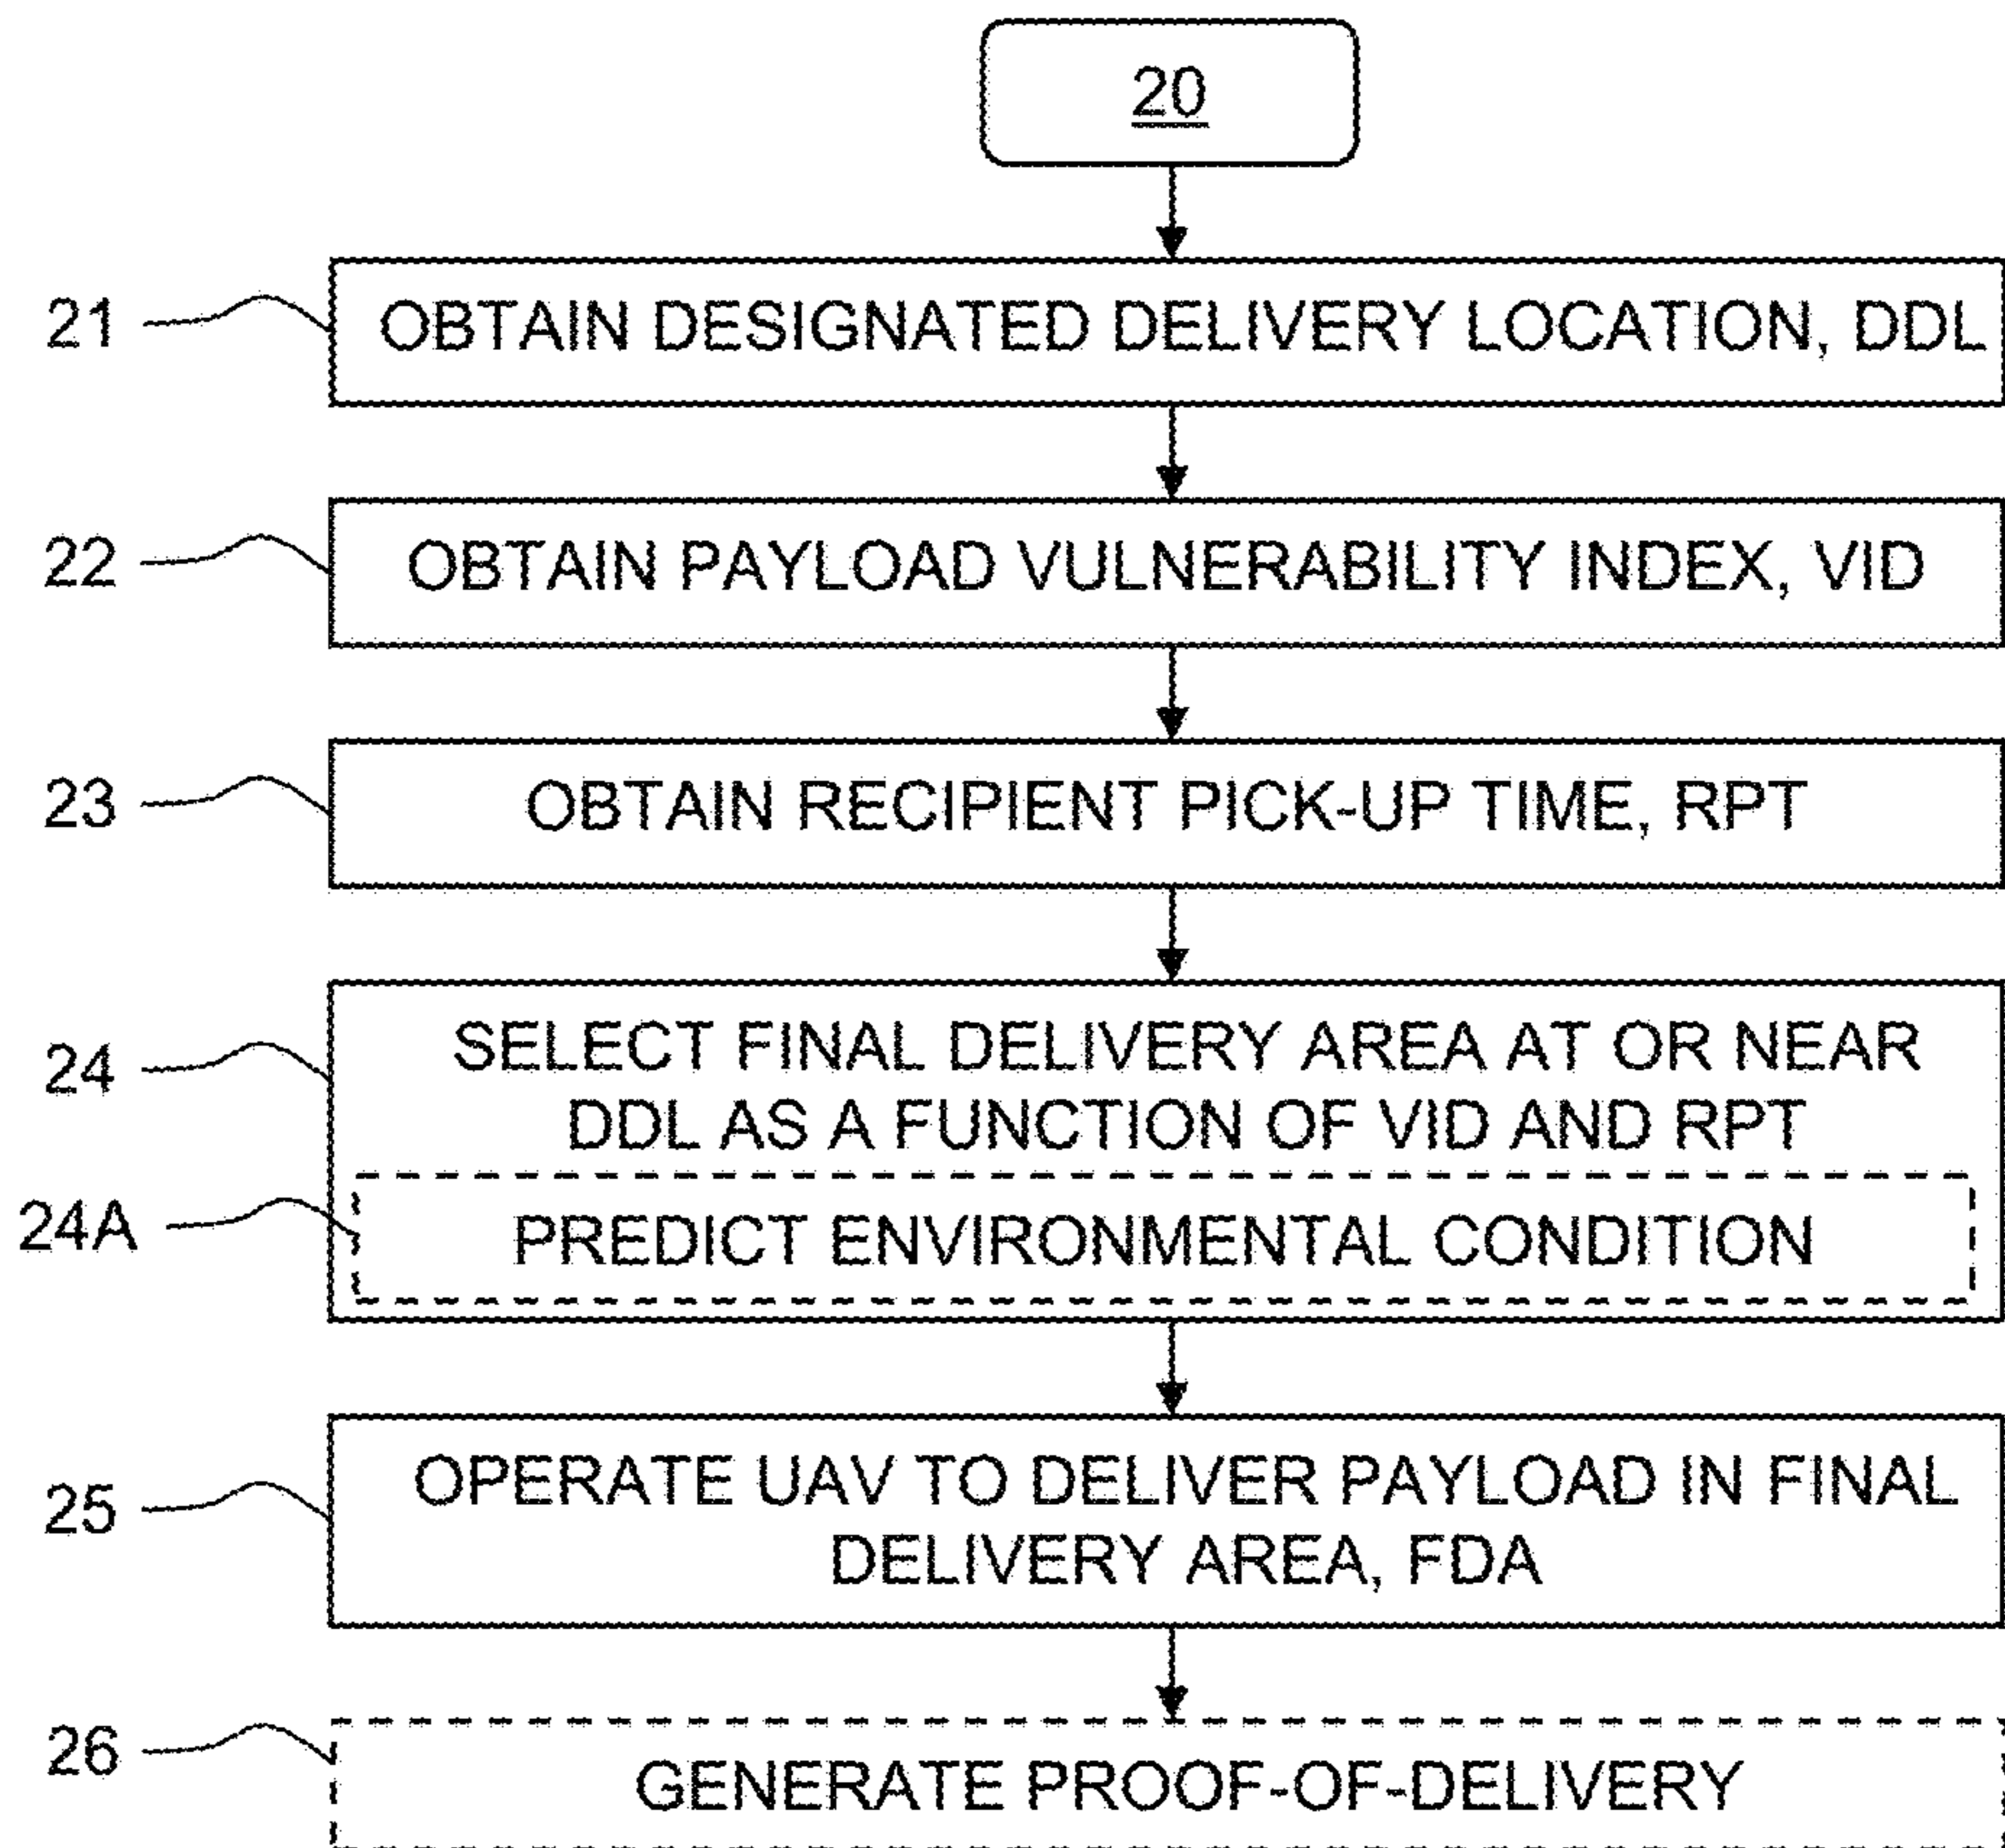 20
21 OBTAIN DESIGNATED DELIVERY LOCATION, DDL
22 OBTAIN PAYLOAD VULNERABILITY INDEX, VID
23 OBTAIN RECIPIENT PICK-UP TIME, RPT
24 SELECT FINAL DELIVERY AREA AT OR NEAR
DDL AS A FUNCTION OF VID AND RPT
24A PREDICT ENVIRONMENTAL CONDITION
25 OPERATE UAV TO DELIVER PAYLOAD IN FINAL
DELIVERY AREA, FDA
26 GENERATE PROOF-OF-DELIVERY